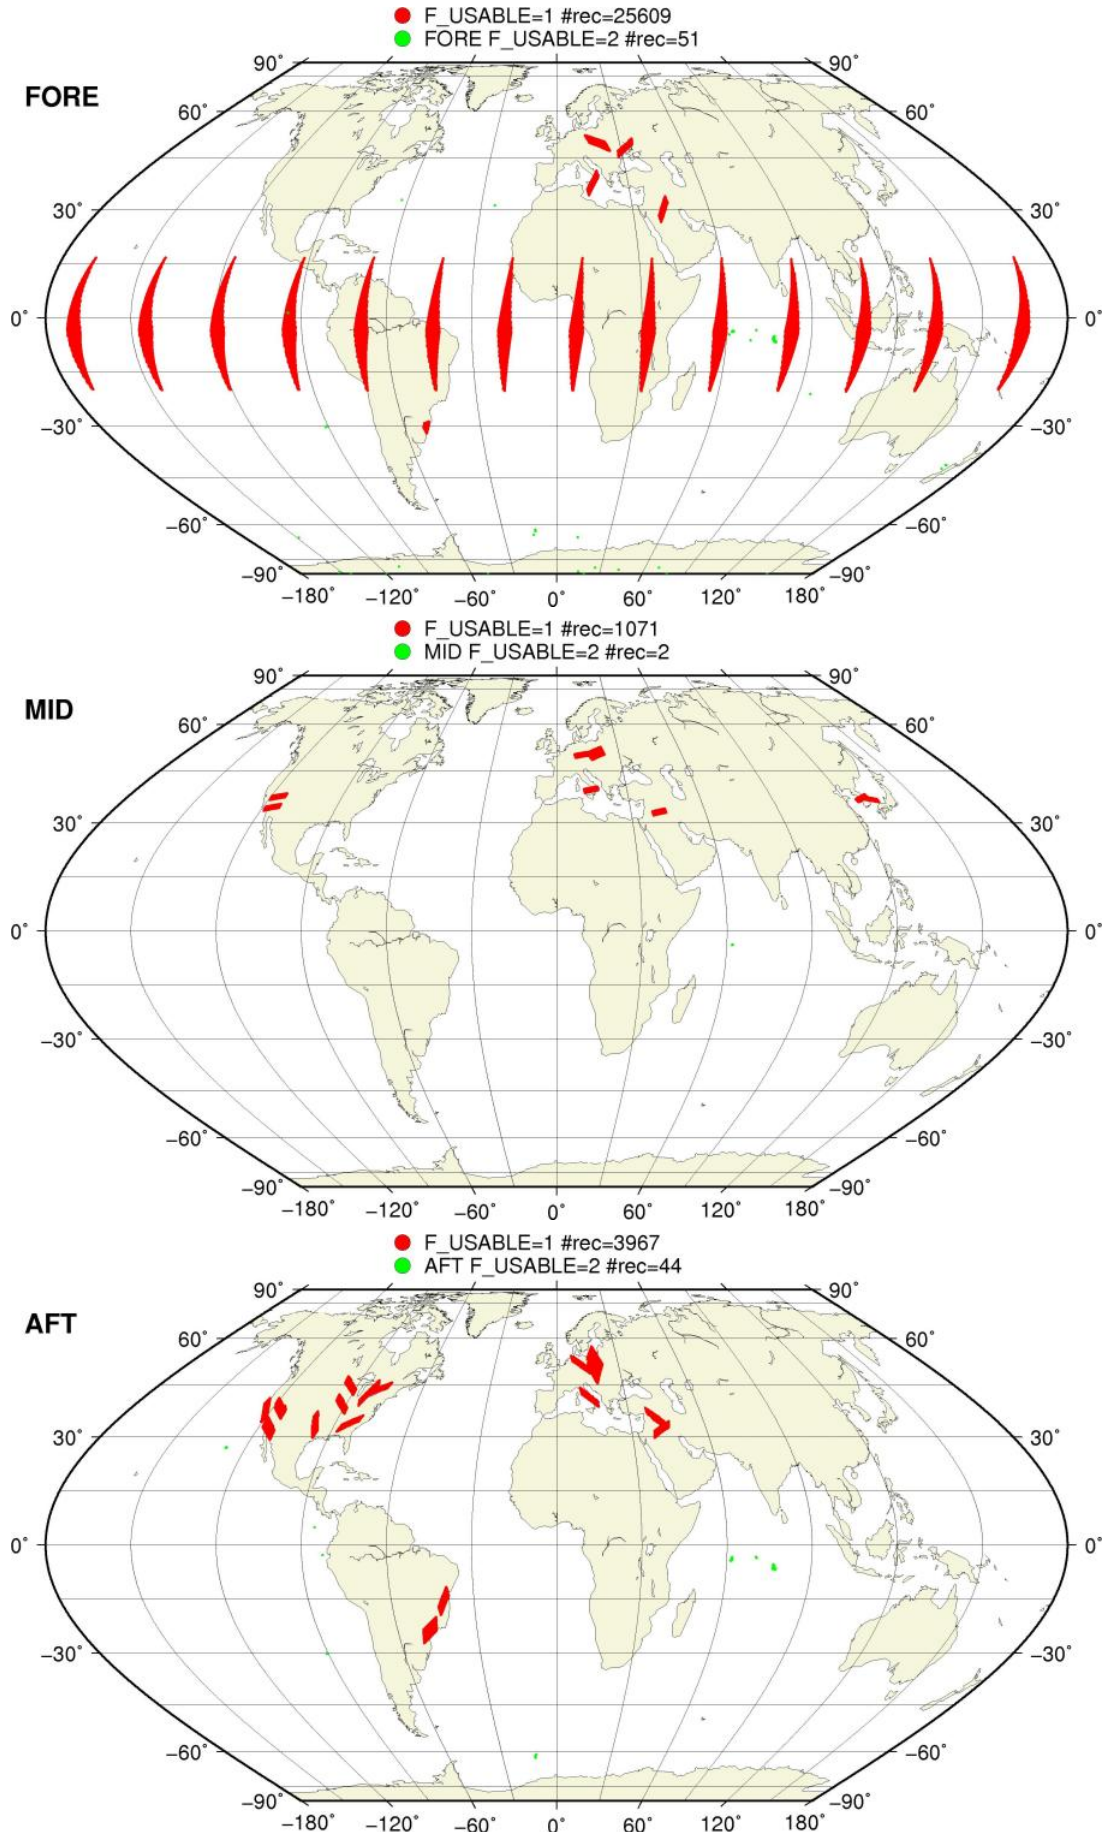 F_USABLE=1 #rec=25609
FORE F_USABLE=2 #rec=51
FORE
90° 90°
60° 60°
30° 30°
0° 0°
−30° −30°
−60° −60°
−90° −90°
−180° −120° −60° 0° 60° 120° 180°
F_USABLE=1 #rec=1071
MID F_USABLE=2 #rec=2
MID
90° 90°
60° 60°
30° 30°
0° 0°
−30° −30°
−60° −60°
−90° −90°
−180° −120° −60° 0° 60° 120° 180°
F_USABLE=1 #rec=3967
AFT F_USABLE=2 #rec=44
AFT
90° 90°
60° 60°
30° 30°
0° 0°
−30° −30°
−60° −60°
−90° −90°
−180° −120° −60° 0° 60° 120° 180°